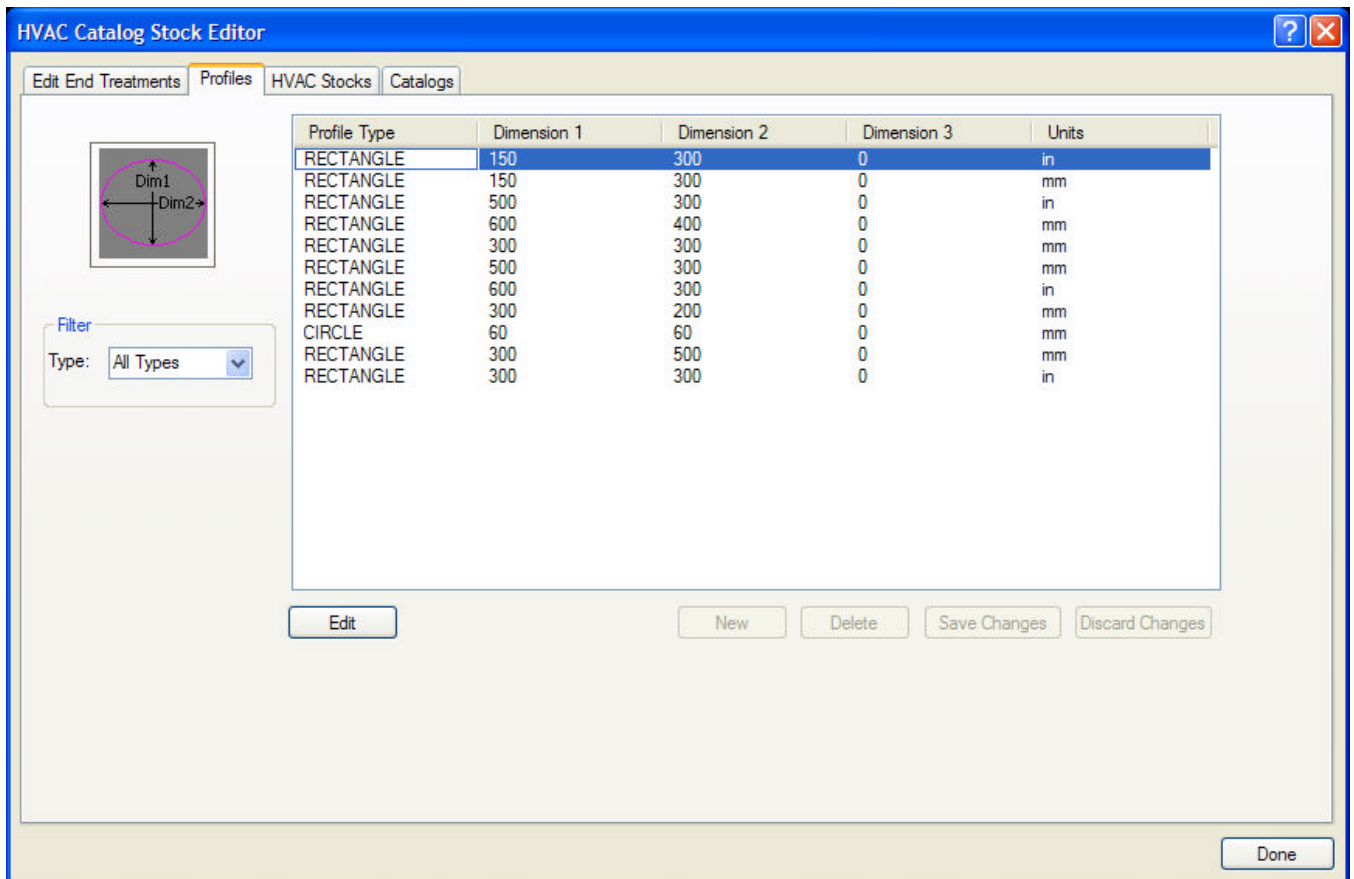 HVAC Catalog Stock Editor
Edit End Treatments Profiles HVAC Stocks Catalogs
Profile Type Dimension 1 Dimension 2 Dimension 3 Units
RECTANGLE 150 300 0 in
RECTANGLE 150 300 0 mm
RECTANGLE 500 300 0 in
RECTANGLE 600 400 0 mm
RECTANGLE 300 300 0 mm
RECTANGLE 500 300 0 mm
RECTANGLE 600 300 0 in
RECTANGLE 300 200 0 mm
CIRCLE 60 60 0 mm
RECTANGLE 300 500 0 mm
RECTANGLE 300 300 0 in
Dim1
Dim2
Filter
Type: All Types
Edit New Delete Save Changes Discard Changes
Done